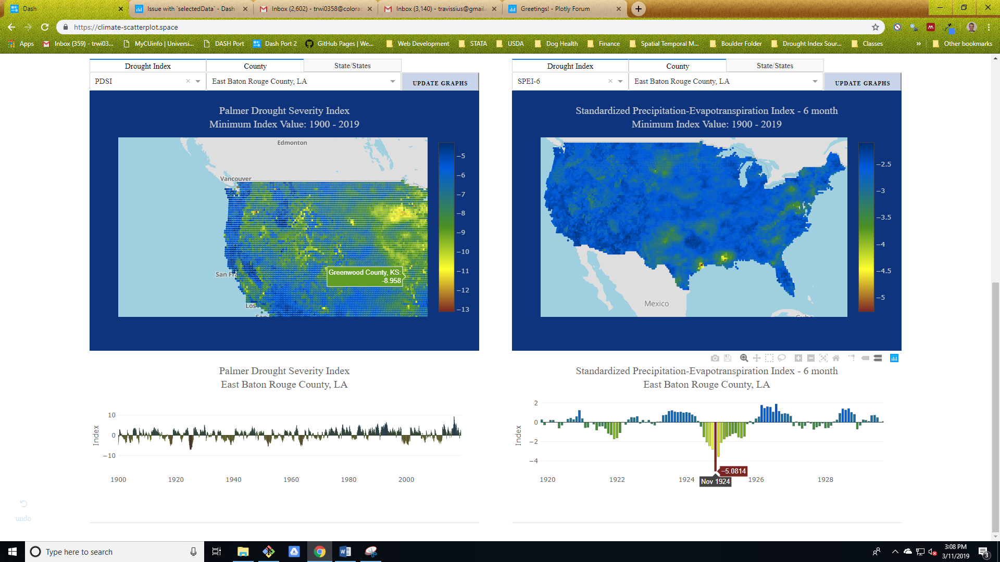 Dash
Issue with `selectedData` - Dash
Inbox (2,602) - trwi0358@colorac
Inbox (3,140) - travissius@gmail.c
Greetings! - Plotly Forum
https://climate-scatterplot.space
Apps
Inbox (359) - trwi03...
MyCUinfo | Universi...
DASH Port
Dash Port 2
GitHub Pages | We...
Web Development
STATA
USDA
Dog Health
Finance
Spatial Temporal M...
Boulder Folder
Drought Index Sour...
Classes
»
Other bookmarks
Drought Index
County
State/States
PDSI
East Baton Rouge County, LA
UPDATE GRAPHS
Palmer Drought Severity Index
Minimum Index Value: 1900 - 2019
Edmonton
Vancouver
San Fra
Los
San
Greenwood County, KS:
-8.958
−5
−6
−7
−8
−9
−10
−11
−12
−13
Palmer Drought Severity Index
East Baton Rouge County, LA
Index
10
0
−10
1900
1920
1940
1960
1980
2000
Drought Index
County
State/States
SPEI-6
East Baton Rouge County, LA
UPDATE GRAPHS
Standardized Precipitation-Evapotranspiration Index - 6 month
Minimum Index Value: 1900 - 2019
Mexico
Cuba
−2.5
−3
−3.5
−4
−4.5
−5
Standardized Precipitation-Evapotranspiration Index - 6 month
East Baton Rouge County, LA
Index
2
0
−2
−4
−5.0814
Nov 1924
1920
1922
1924
1926
1928
undo
Type here to search
3:08 PM
3/11/2019
3